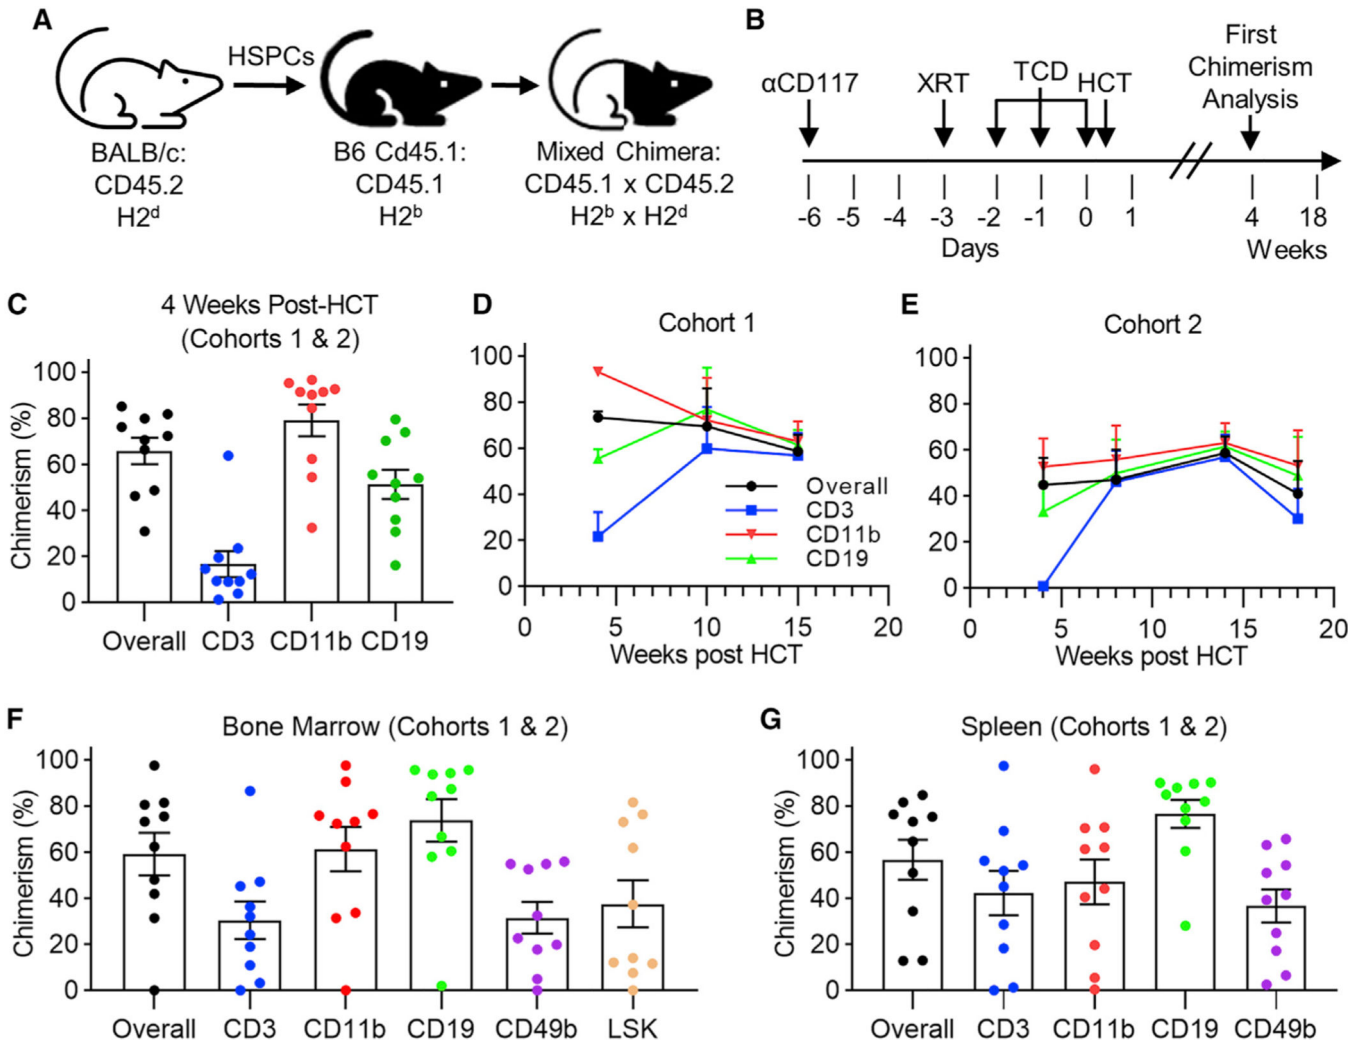 A
HSPCs
BALB/c:
CD45.2
H2ᵈ
B6 Cd45.1:
CD45.1
H2ᵇ
Mixed Chimera:
CD45.1 x CD45.2
H2ᵇ x H2ᵈ
B
αCD117
XRT
TCD
HCT
First
Chimerism
Analysis
-6 -5 -4 -3 -2 -1 0 1 4 18
Days
Weeks
C
4 Weeks Post-HCT
(Cohorts 1 & 2)
Chimerism (%)
100
80
60
40
20
0
Overall CD3 CD11b CD19
D
Cohort 1
100
80
60
40
20
0
Overall
CD3
CD11b
CD19
0 5 10 15 20
Weeks post HCT
E
Cohort 2
100
80
60
40
20
0
0 5 10 15 20
Weeks post HCT
F
Bone Marrow (Cohorts 1 & 2)
Chimerism (%)
100
80
60
40
20
0
Overall CD3 CD11b CD19 CD49b LSK
G
Spleen (Cohorts 1 & 2)
Chimerism (%)
100
80
60
40
20
0
Overall CD3 CD11b CD19 CD49b